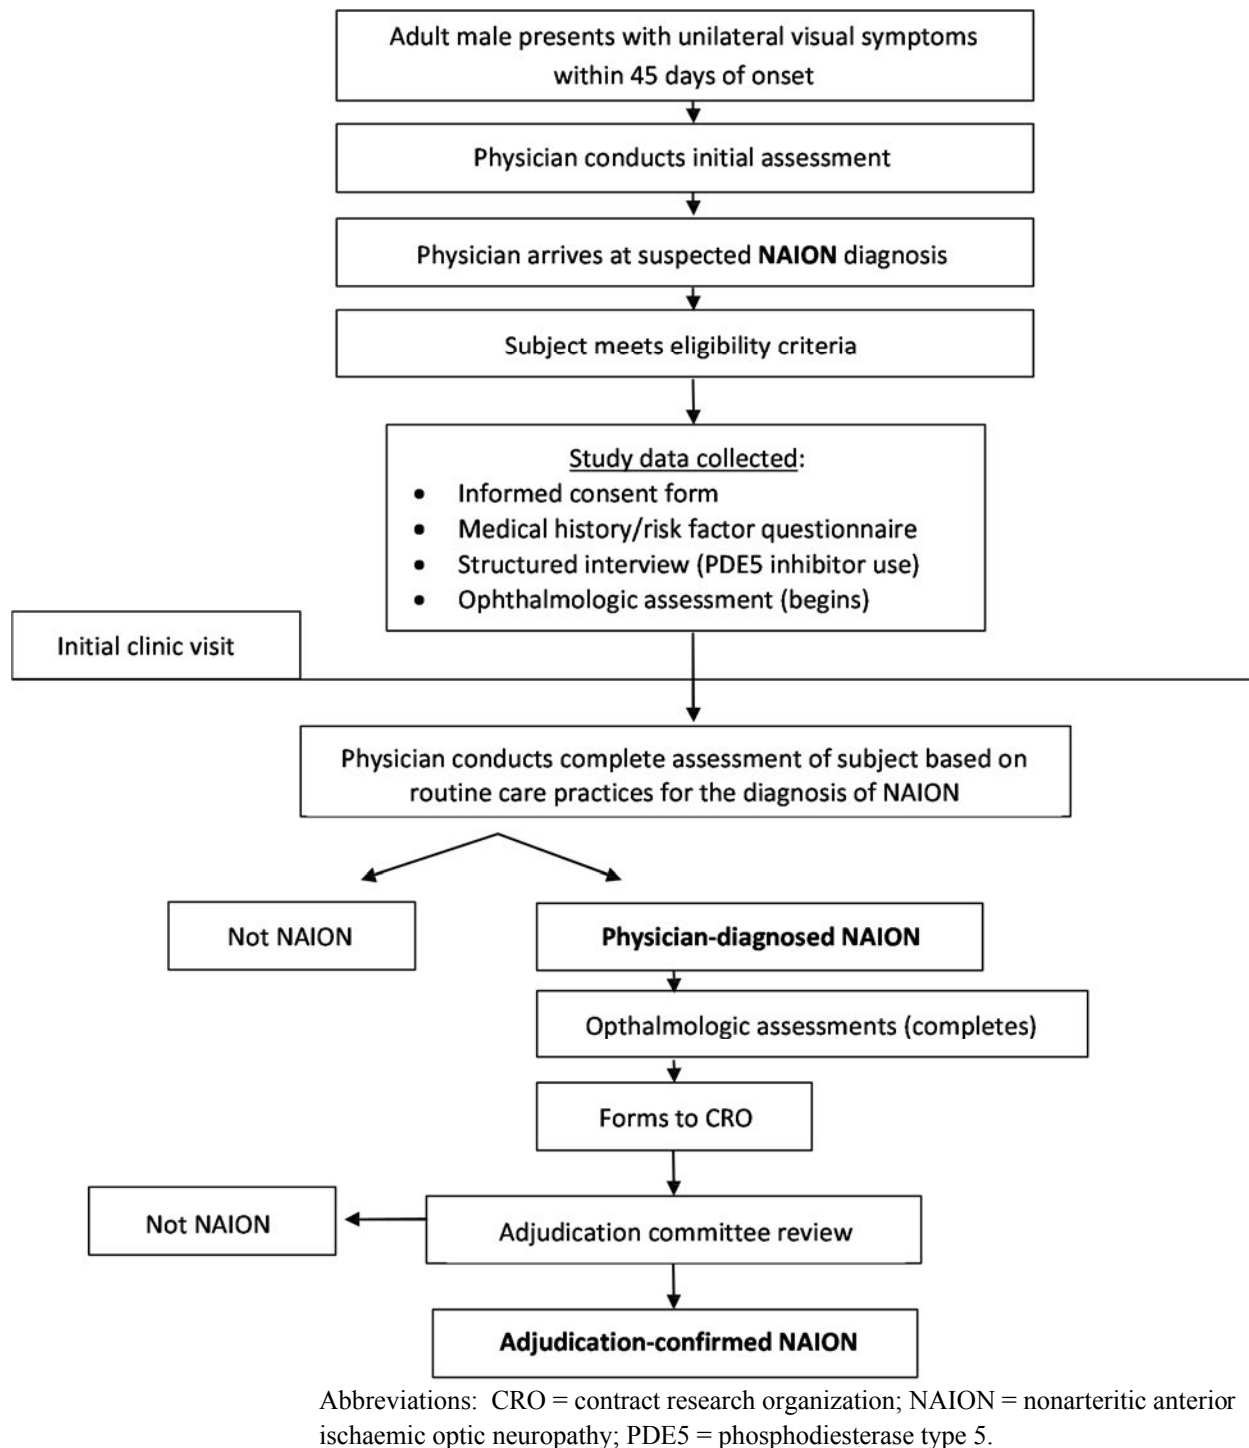 Adult male presents with unilateral visual symptoms
within 45 days of onset
Physician conducts initial assessment
Physician arrives at suspected NAION diagnosis
Subject meets eligibility criteria
Study data collected:
• Informed consent form
• Medical history/risk factor questionnaire
• Structured interview (PDE5 inhibitor use)
• Ophthalmologic assessment (begins)
Initial clinic visit
Physician conducts complete assessment of subject based on
routine care practices for the diagnosis of NAION
Not NAION
Physician-diagnosed NAION
Opthalmologic assessments (completes)
Forms to CRO
Not NAION
Adjudication committee review
Adjudication-confirmed NAION
Abbreviations: CRO = contract research organization; NAION = nonarteritic anterior
ischaemic optic neuropathy; PDE5 = phosphodiesterase type 5.